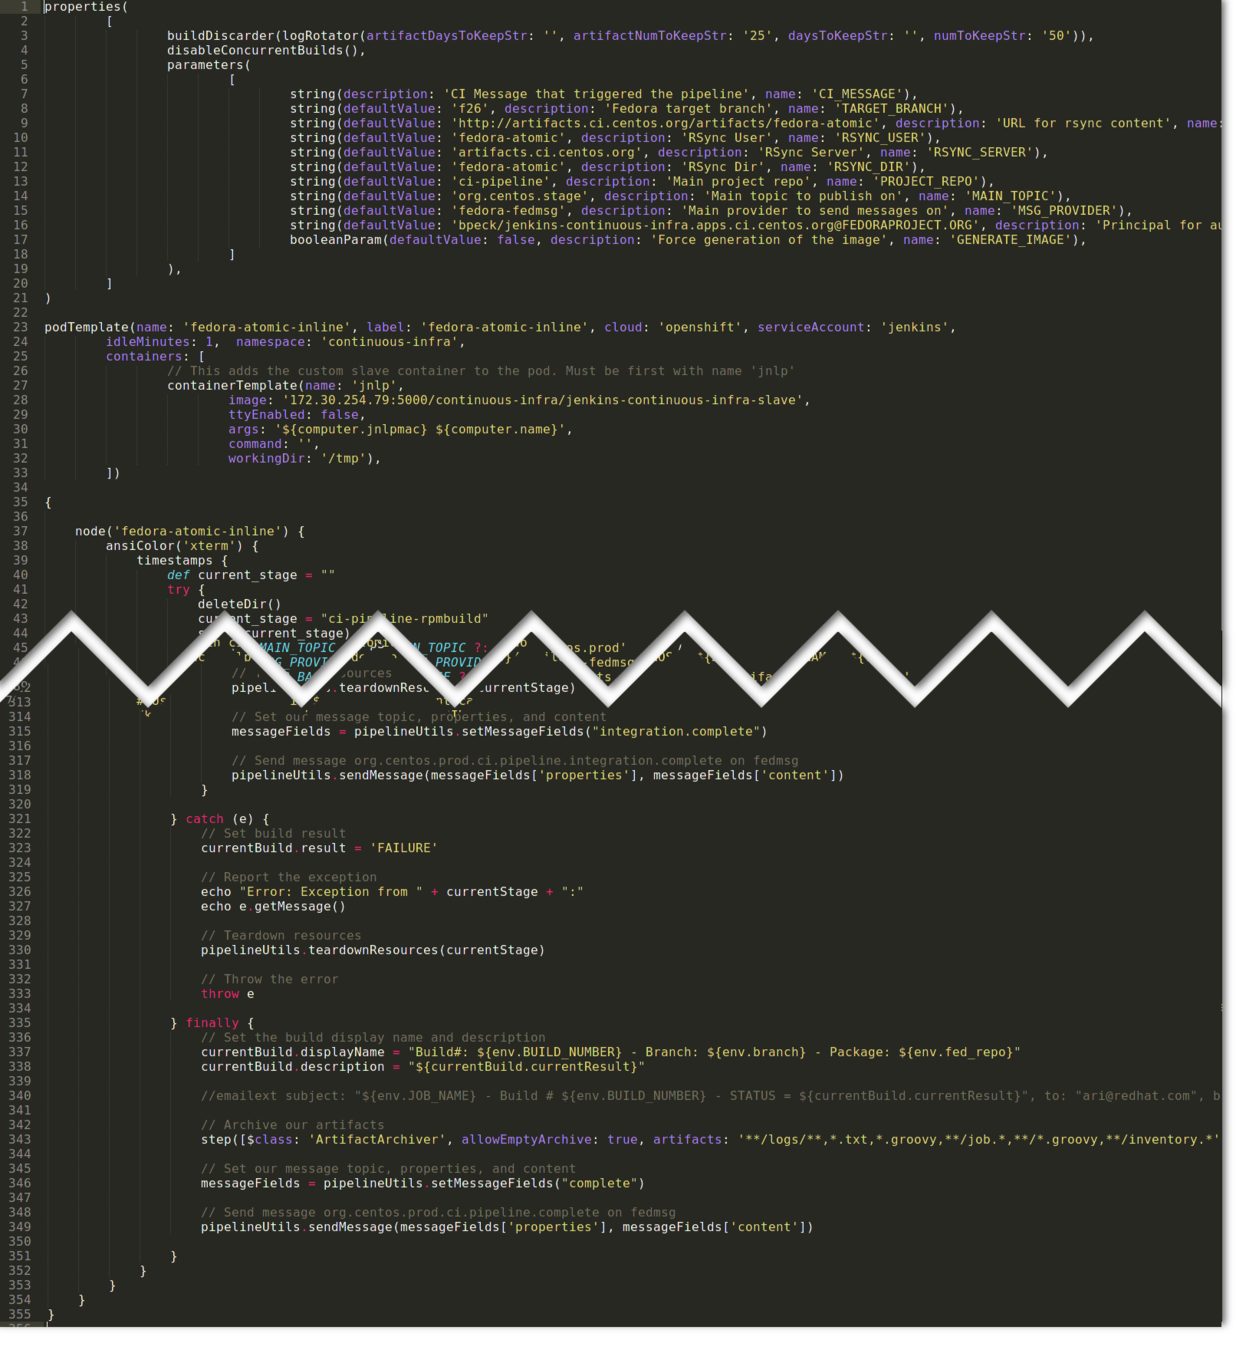 1 properties(
2 [
3 buildDiscarder(logRotator(artifactDaysToKeepStr: '', artifactNumToKeepStr: '25', daysToKeepStr: '', numToKeepStr: '50')),
4 disableConcurrentBuilds(),
5 parameters(
6 [
7 string(description: 'CI Message that triggered the pipeline', name: 'CI_MESSAGE'),
8 string(defaultValue: 'f26', description: 'Fedora target branch', name: 'TARGET_BRANCH'),
9 string(defaultValue: 'http://artifacts.ci.centos.org/artifacts/fedora-atomic', description: 'URL for rsync content', name:
10 string(defaultValue: 'fedora-atomic', description: 'RSync User', name: 'RSYNC_USER'),
11 string(defaultValue: 'artifacts.ci.centos.org', description: 'RSync Server', name: 'RSYNC_SERVER'),
12 string(defaultValue: 'fedora-atomic', description: 'RSync Dir', name: 'RSYNC_DIR'),
13 string(defaultValue: 'ci-pipeline', description: 'Main project repo', name: 'PROJECT_REPO'),
14 string(defaultValue: 'org.centos.stage', description: 'Main topic to publish on', name: 'MAIN_TOPIC'),
15 string(defaultValue: 'fedora-fedmsg', description: 'Main provider to send messages on', name: 'MSG_PROVIDER'),
16 string(defaultValue: 'bpeck/jenkins-continuous-infra.apps.ci.centos.org@FEDORAPROJECT.ORG', description: 'Principal for au
17 booleanParam(defaultValue: false, description: 'Force generation of the image', name: 'GENERATE_IMAGE'),
18 ]
19 ),
20 ]
21 )
22
23 podTemplate(name: 'fedora-atomic-inline', label: 'fedora-atomic-inline', cloud: 'openshift', serviceAccount: 'jenkins',
24 idleMinutes: 1,  namespace: 'continuous-infra',
25 containers: [
26 // This adds the custom slave container to the pod. Must be first with name 'jnlp'
27 containerTemplate(name: 'jnlp',
28 image: '172.30.254.79:5000/continuous-infra/jenkins-continuous-infra-slave',
29 ttyEnabled: false,
30 args: '${computer.jnlpmac} ${computer.name}',
31 command: '',
32 workingDir: '/tmp'),
33 ])
34
35 {
36
37 node('fedora-atomic-inline') {
38 ansiColor('xterm') {
39 timestamps {
40 def current_stage = ""
41 try {
42 deleteDir()
43 "ci-pipeline-rpmbuild"
44 current_stage)
45 MAIN_TOPIC
313
314 // Set our message topic, properties, and content
315 messageFields = pipelineUtils.setMessageFields("integration.complete")
316
317 // Send message org.centos.prod.ci.pipeline.integration.complete on fedmsg
318 pipelineUtils.sendMessage(messageFields['properties'], messageFields['content'])
319 }
320
321 } catch (e) {
322 // Set build result
323 currentBuild.result = 'FAILURE'
324
325 // Report the exception
326 echo "Error: Exception from " + currentStage + ":"
327 echo e.getMessage()
328
329 // Teardown resources
330 pipelineUtils.teardownResources(currentStage)
331
332 // Throw the error
333 throw e
334
335 } finally {
336 // Set the build display name and description
337 currentBuild.displayName = "Build#: ${env.BUILD_NUMBER} - Branch: ${env.branch} - Package: ${env.fed_repo}"
338 currentBuild.description = "${currentBuild.currentResult}"
339
340 //emailext subject: "${env.JOB_NAME} - Build # ${env.BUILD_NUMBER} - STATUS = ${currentBuild.currentResult}", to: "ari@redhat.com", b
341
342 // Archive our artifacts
343 step([$class: 'ArtifactArchiver', allowEmptyArchive: true, artifacts: '**/logs/**,*.txt,*.groovy,**/job.*,**/*.groovy,**/inventory.*'
344
345 // Set our message topic, properties, and content
346 messageFields = pipelineUtils.setMessageFields("complete")
347
348 // Send message org.centos.prod.ci.pipeline.complete on fedmsg
349 pipelineUtils.sendMessage(messageFields['properties'], messageFields['content'])
350
351 }
352 }
353 }
354 }
355 }